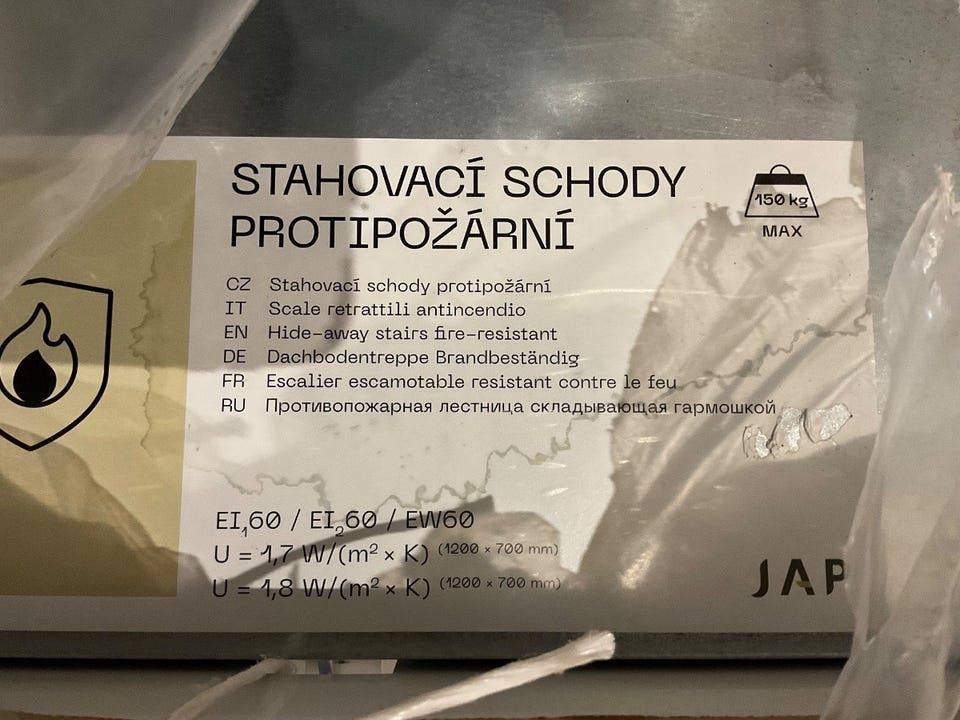 STAHOVACÍ SCHODY
PROTIPOŽÁRNÍ
150 kg
MAX
CZ Stahovací schody protipožární
IT Scale retrattili antincendio
EN Hide-away stairs fire-resistant
DE Dachbodentreppe Brandbeständig
FR Escalier escamotable resistant contre le feu
RU Противопожарная лестница складывающая гармошкой
EI₁60 / EI₂60 / EW60
U = 1,7 W/(m² × K) (1200 × 700 mm)
U = 1,8 W/(m² × K) (1200 × 700 mm)
JAP